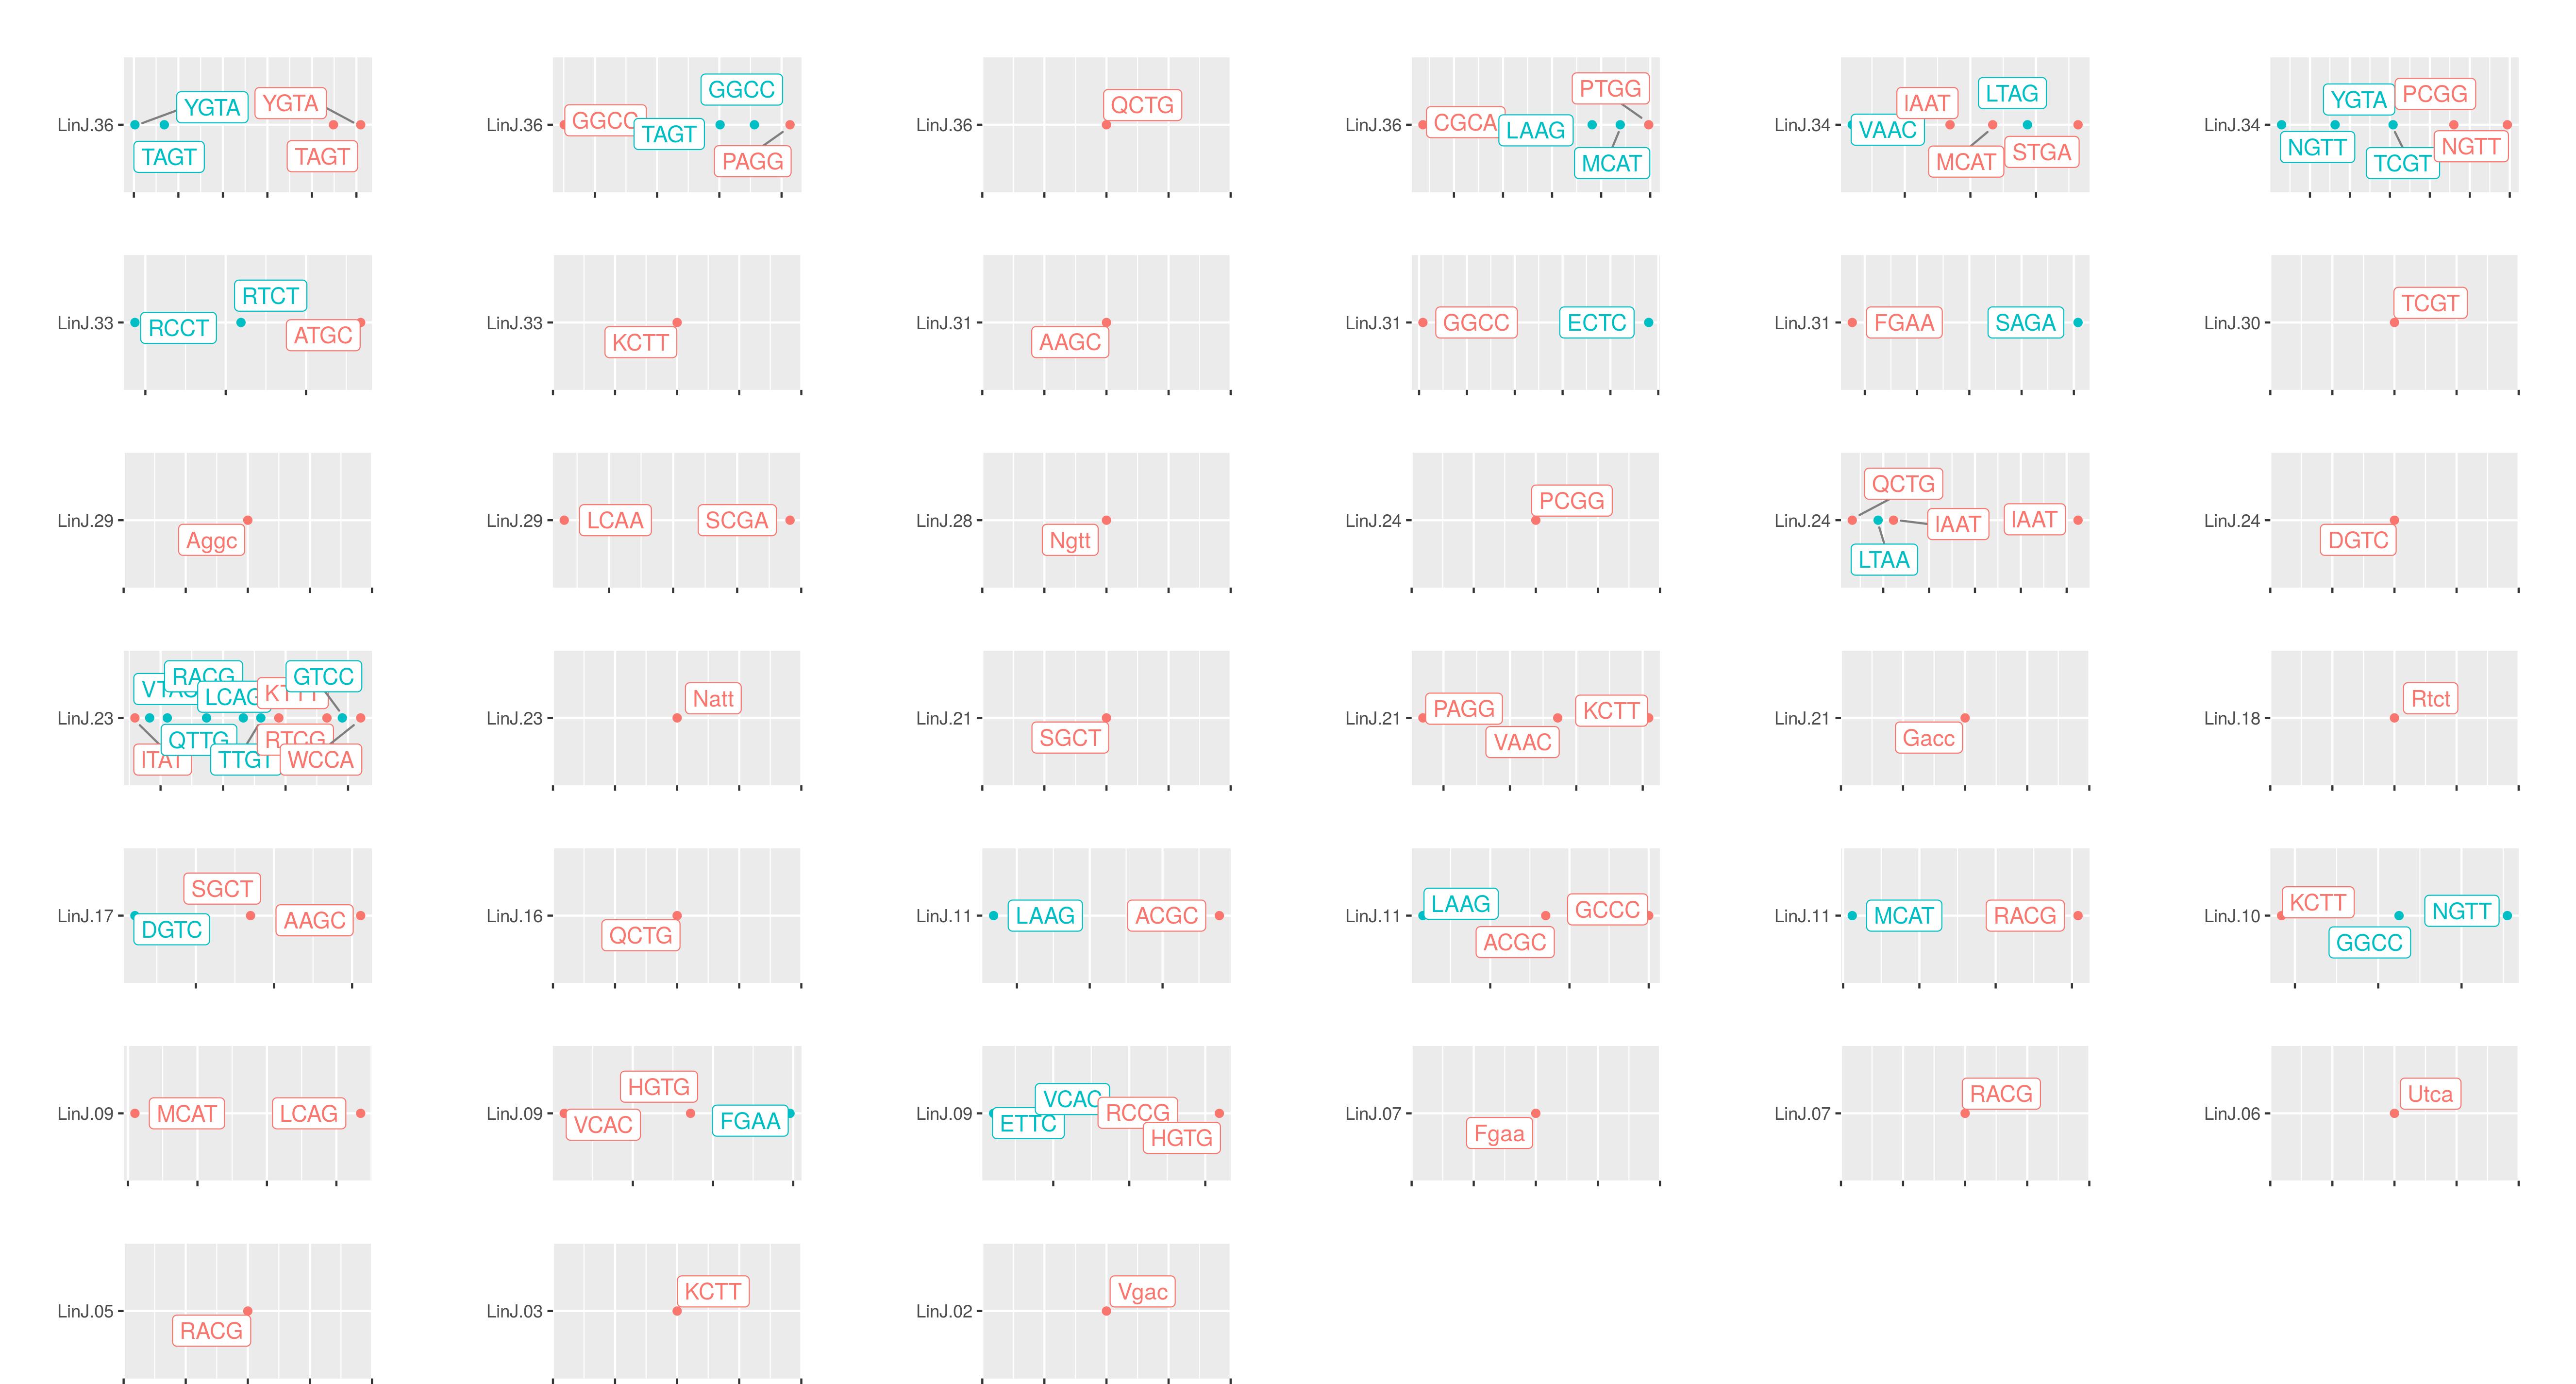 LinJ.36 YGTA YGTA TAGT TAGT
LinJ.36 GGCC GGCC TAGT PAGG
LinJ.36 QCTG
LinJ.36 CGCA LAAG PTGG MCAT
LinJ.34 VAAC IAAT LTAG MCAT STGA
LinJ.34 NGTT YGTA PCGG TCGT NGTT
LinJ.33 RCCT RTCT ATGC
LinJ.33 KCTT
LinJ.31 AAGC
LinJ.31 GGCC ECTC
LinJ.31 FGAA SAGA
LinJ.30 TCGT
LinJ.29 Aggc
LinJ.29 LCAA SCGA
LinJ.28 Ngtt
LinJ.24 PCGG
LinJ.24 QCTG LTAA IAAT IAAT
LinJ.24 DGTC
LinJ.23 RACG GTCC LCAG QTTG RTCG ITAT TTGT WCCA
LinJ.23 Natt
LinJ.21 SGCT
LinJ.21 PAGG VAAC KCTT
LinJ.21 Gacc
LinJ.18 Rtct
LinJ.17 DGTC SGCT AAGC
LinJ.16 QCTG
LinJ.11 LAAG ACGC
LinJ.11 LAAG ACGC GCCC
LinJ.11 MCAT RACG
LinJ.10 KCTT GGCC NGTT
LinJ.09 MCAT LCAG
LinJ.09 VCAC HGTG FGAA
LinJ.09 ETTC VCAC RCCG HGTG
LinJ.07 Fgaa
LinJ.07 RACG
LinJ.06 Utca
LinJ.05 RACG
LinJ.03 KCTT
LinJ.02 Vgac